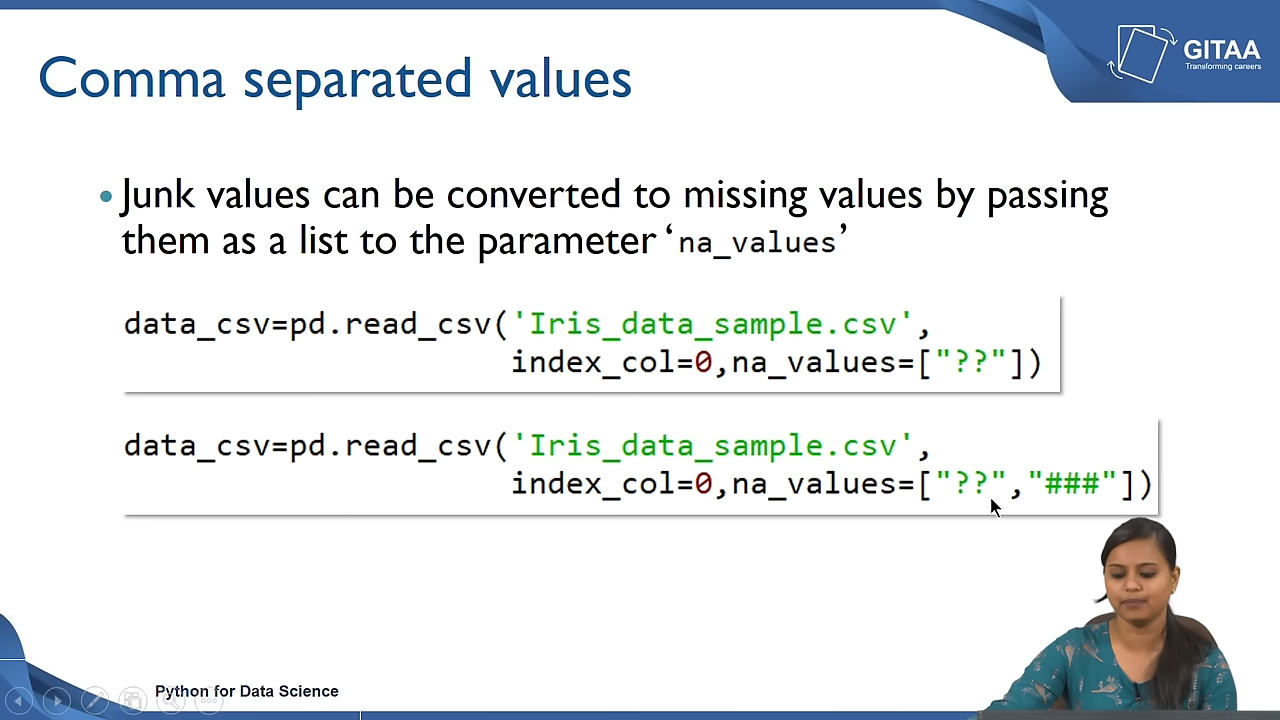 GITAA
Transforming careers
Comma separated values
• Junk values can be converted to missing values by passing
them as a list to the parameter ‘na_values’
data_csv=pd.read_csv('Iris_data_sample.csv',
index_col=0,na_values=["??"])
data_csv=pd.read_csv('Iris_data_sample.csv',
index_col=0,na_values=["??","###"])
Python for Data Science